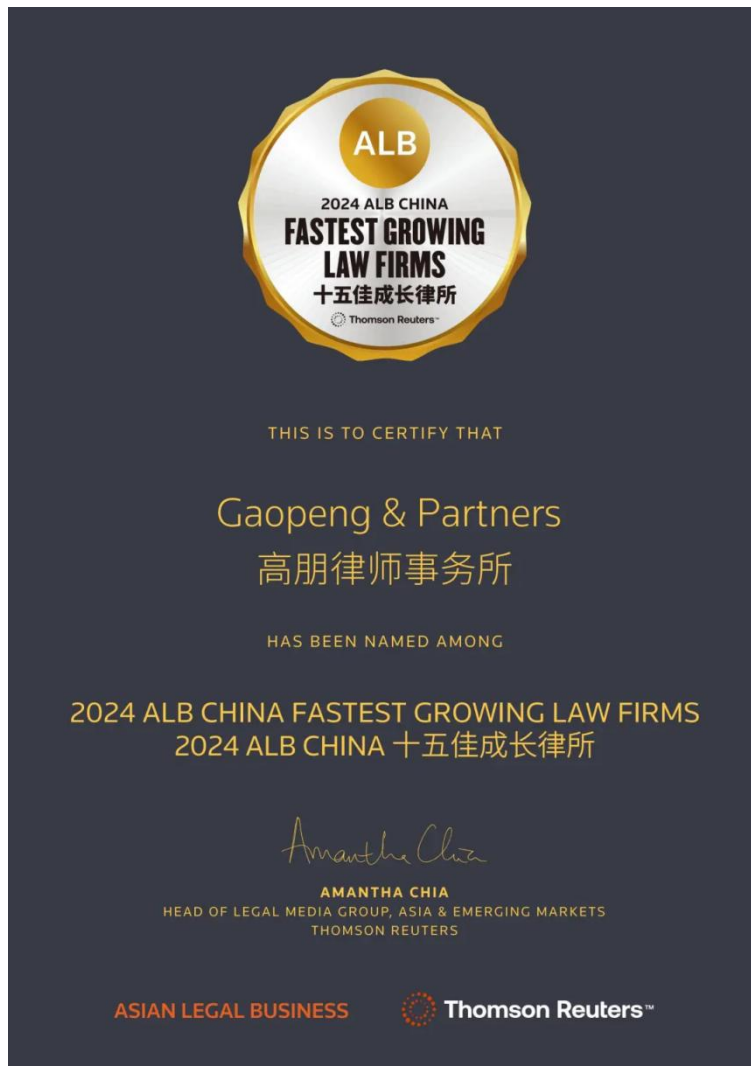 ALB
2024 ALB CHINA
FASTEST GROWING
LAW FIRMS
十五佳成长律所
Thomson Reuters™
THIS IS TO CERTIFY THAT
Gaopeng & Partners
高朋律师事务所
HAS BEEN NAMED AMONG
2024 ALB CHINA FASTEST GROWING LAW FIRMS
2024 ALB CHINA 十五佳成长律所
Amantha Chia
AMANTHA CHIA
HEAD OF LEGAL MEDIA GROUP, ASIA & EMERGING MARKETS
THOMSON REUTERS
ASIAN LEGAL BUSINESS
Thomson Reuters™